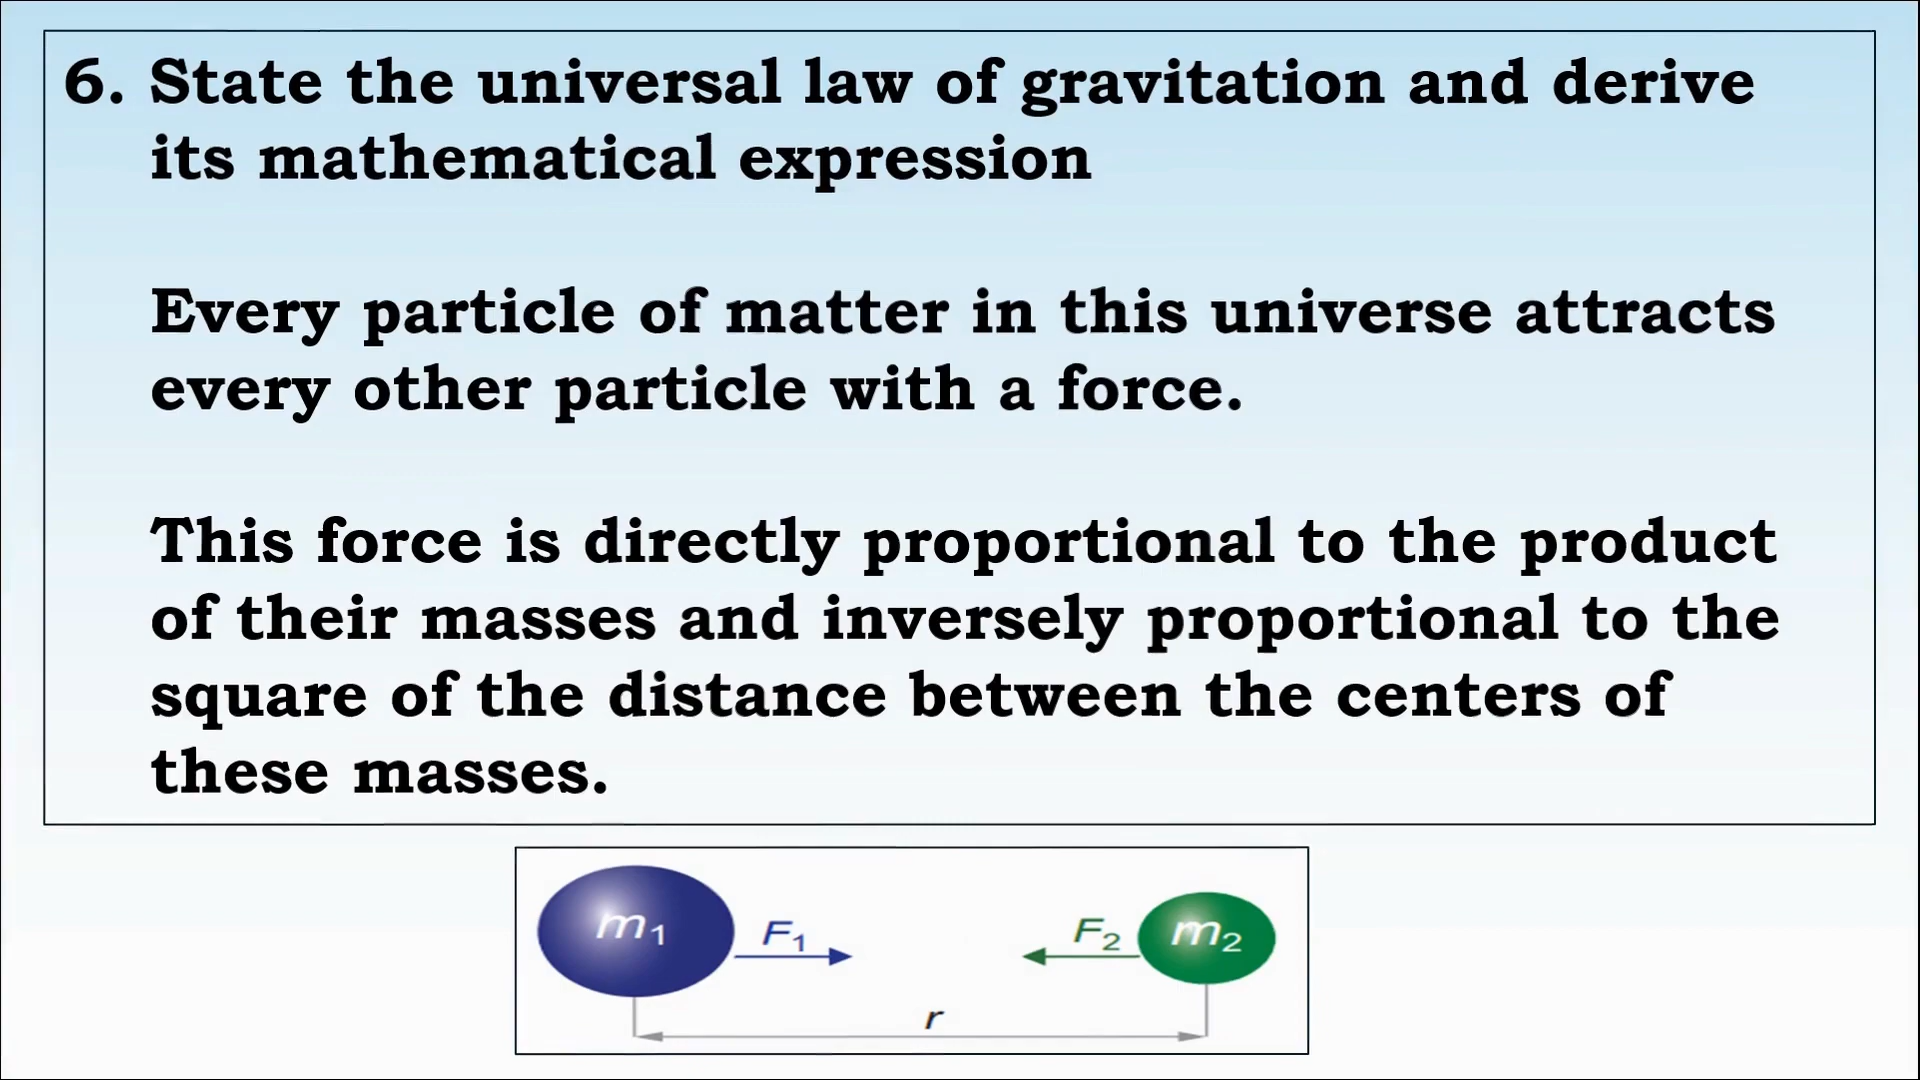 6. State the universal law of gravitation and derive
its mathematical expression
Every particle of matter in this universe attracts
every other particle with a force.
This force is directly proportional to the product
of their masses and inversely proportional to the
square of the distance between the centers of
these masses.
m₁ F₁ F₂ m₂
r